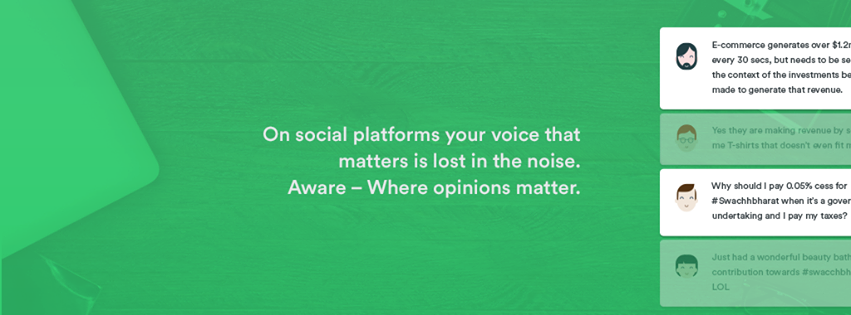 On social platforms your voice that
matters is lost in the noise.
Aware – Where opinions matter.
E-commerce generates over
every 30 secs, but needs to be
the context of the investments
made to generate that revenue.
Yes they are making revenue by
me T-shirts that doesn't even fit
Why should I pay 0.05% cess for
#Swachhbharat when it's a
undertaking and I pay my taxes?
Just had a wonderful beauty
contribution towards
LOL